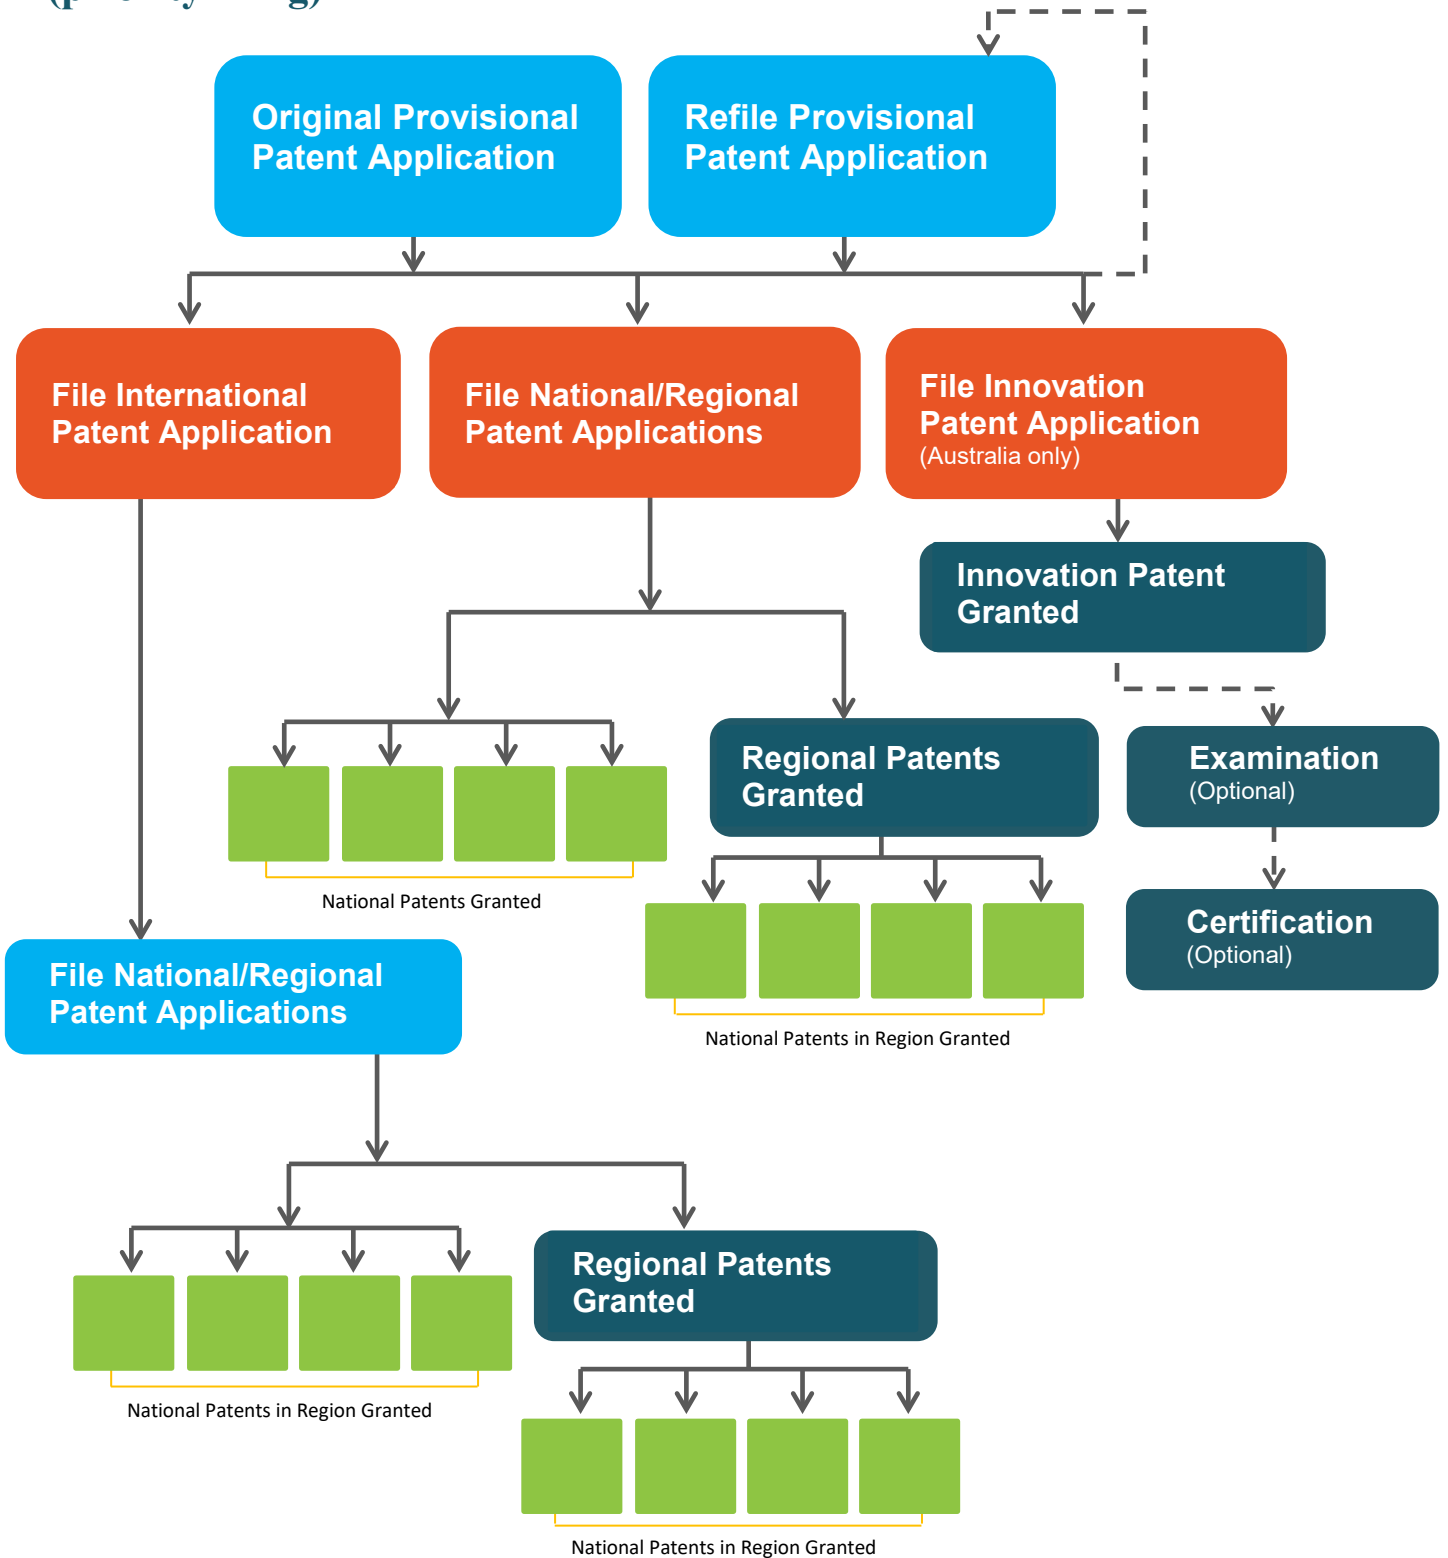 Original Provisional
Patent Application
Refile Provisional
Patent Application
File International
Patent Application
File National/Regional
Patent Applications
File Innovation
Patent Application
(Australia only)
Innovation Patent
Granted
Regional Patents
Granted
Examination
(Optional)
National Patents Granted
Certification
(Optional)
File National/Regional
Patent Applications
National Patents in Region Granted
Regional Patents
Granted
National Patents in Region Granted
National Patents in Region Granted